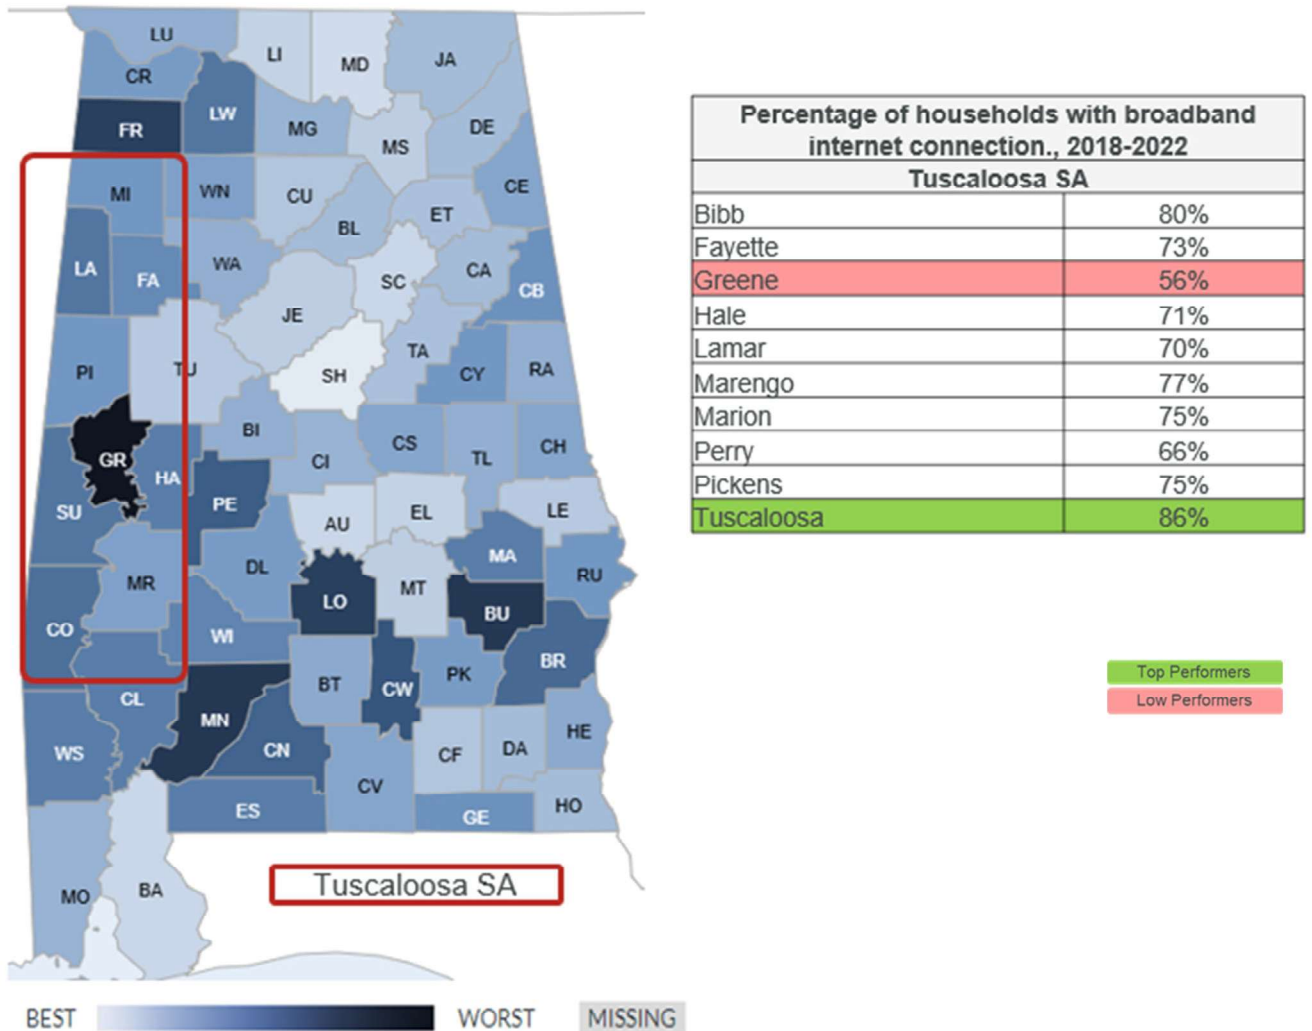 LU
LI
MD
JA
CR
FR
LW
MG
MS
DE
MI
WN
CU
BL
ET
CE
LA
FA
WA
SC
CA
CB
JE
PI
TU
SH
TA
CY
RA
BI
CI
CS
TL
CH
GR
HA
PE
SU
AU
EL
LE
MR
DL
LO
MT
MA
RU
BU
CO
WI
BR
CL
BT
CW
PK
MN
CN
WS
CF
DA
HE
ES
CV
GE
HO
MO
BA
Tuscaloosa SA
BEST
WORST
MISSING
Percentage of households with broadband
internet connection., 2018-2022
Tuscaloosa SA
Bibb 80%
Fayette 73%
Greene 56%
Hale 71%
Lamar 70%
Marengo 77%
Marion 75%
Perry 66%
Pickens 75%
Tuscaloosa 86%
Top Performers
Low Performers